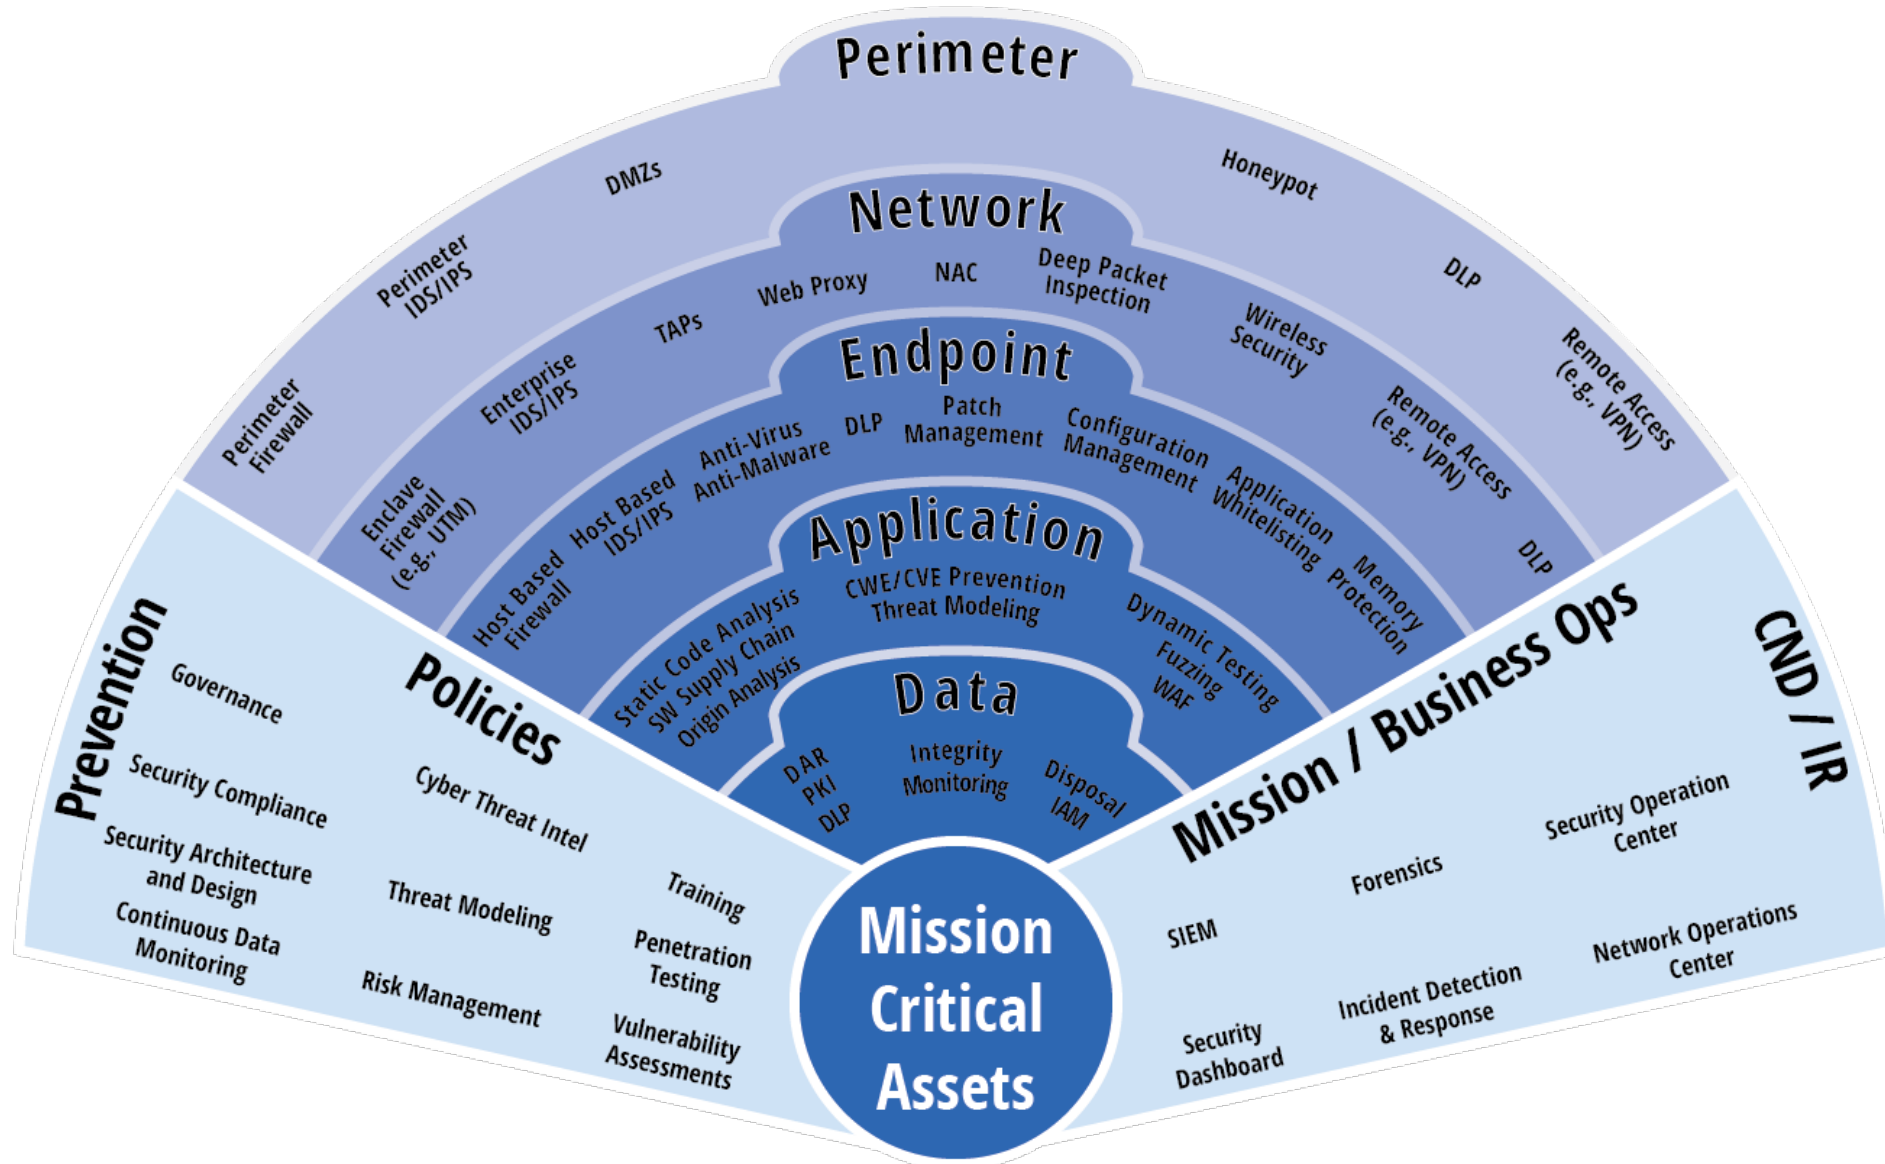 Perimeter
Perimeter
Firewall
Perimeter
IDS/IPS
DMZs
Honeypot
DLP
Remote Access
(e.g., VPN)
Network
Enclave
Firewall
(e.g., UTM)
Enterprise
IDS/IPS
TAPs
Web Proxy
NAC
Deep Packet
Inspection
Wireless
Security
Remote Access
(e.g., VPN)
DLP
Endpoint
Host Based
Firewall
Host Based
IDS/IPS
Anti-Virus
Anti-Malware
DLP
Patch
Management
Configuration
Management
Application
Whitelisting
Memory
Protection
Application
Static Code Analysis
SW Supply Chain
Origin Analysis
CWE/CVE Prevention
Threat Modeling
Dynamic Testing
Fuzzing
WAF
Data
DAR
PKI
DLP
Integrity
Monitoring
Disposal
IAM
Prevention
Policies
Governance
Security Compliance
Security Architecture
and Design
Continuous Data
Monitoring
Cyber Threat Intel
Threat Modeling
Risk Management
Training
Penetration
Testing
Vulnerability
Assessments
Mission
Critical
Assets
Mission / Business Ops
CND / IR
SIEM
Security
Dashboard
Forensics
Incident Detection
& Response
Security Operation
Center
Network Operations
Center